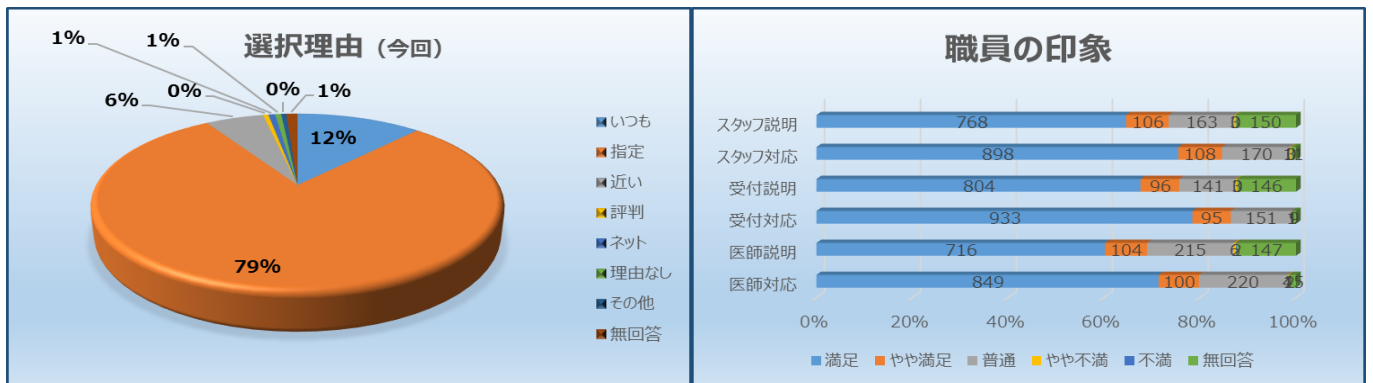 選択理由（今回）
1%
1%
0%
0%
1%
6%
12%
79%
いつも
指定
近い
評判
ネット
理由なし
その他
無回答
職員の印象
スタッフ説明 768 106 163 150
スタッフ対応 898 108 170
受付説明 804 96 141 146
受付対応 933 95 151
医師説明 716 104 215 147
医師対応 849 100 220
0% 20% 40% 60% 80% 100%
満足 やや満足 普通 やや不満 不満 無回答